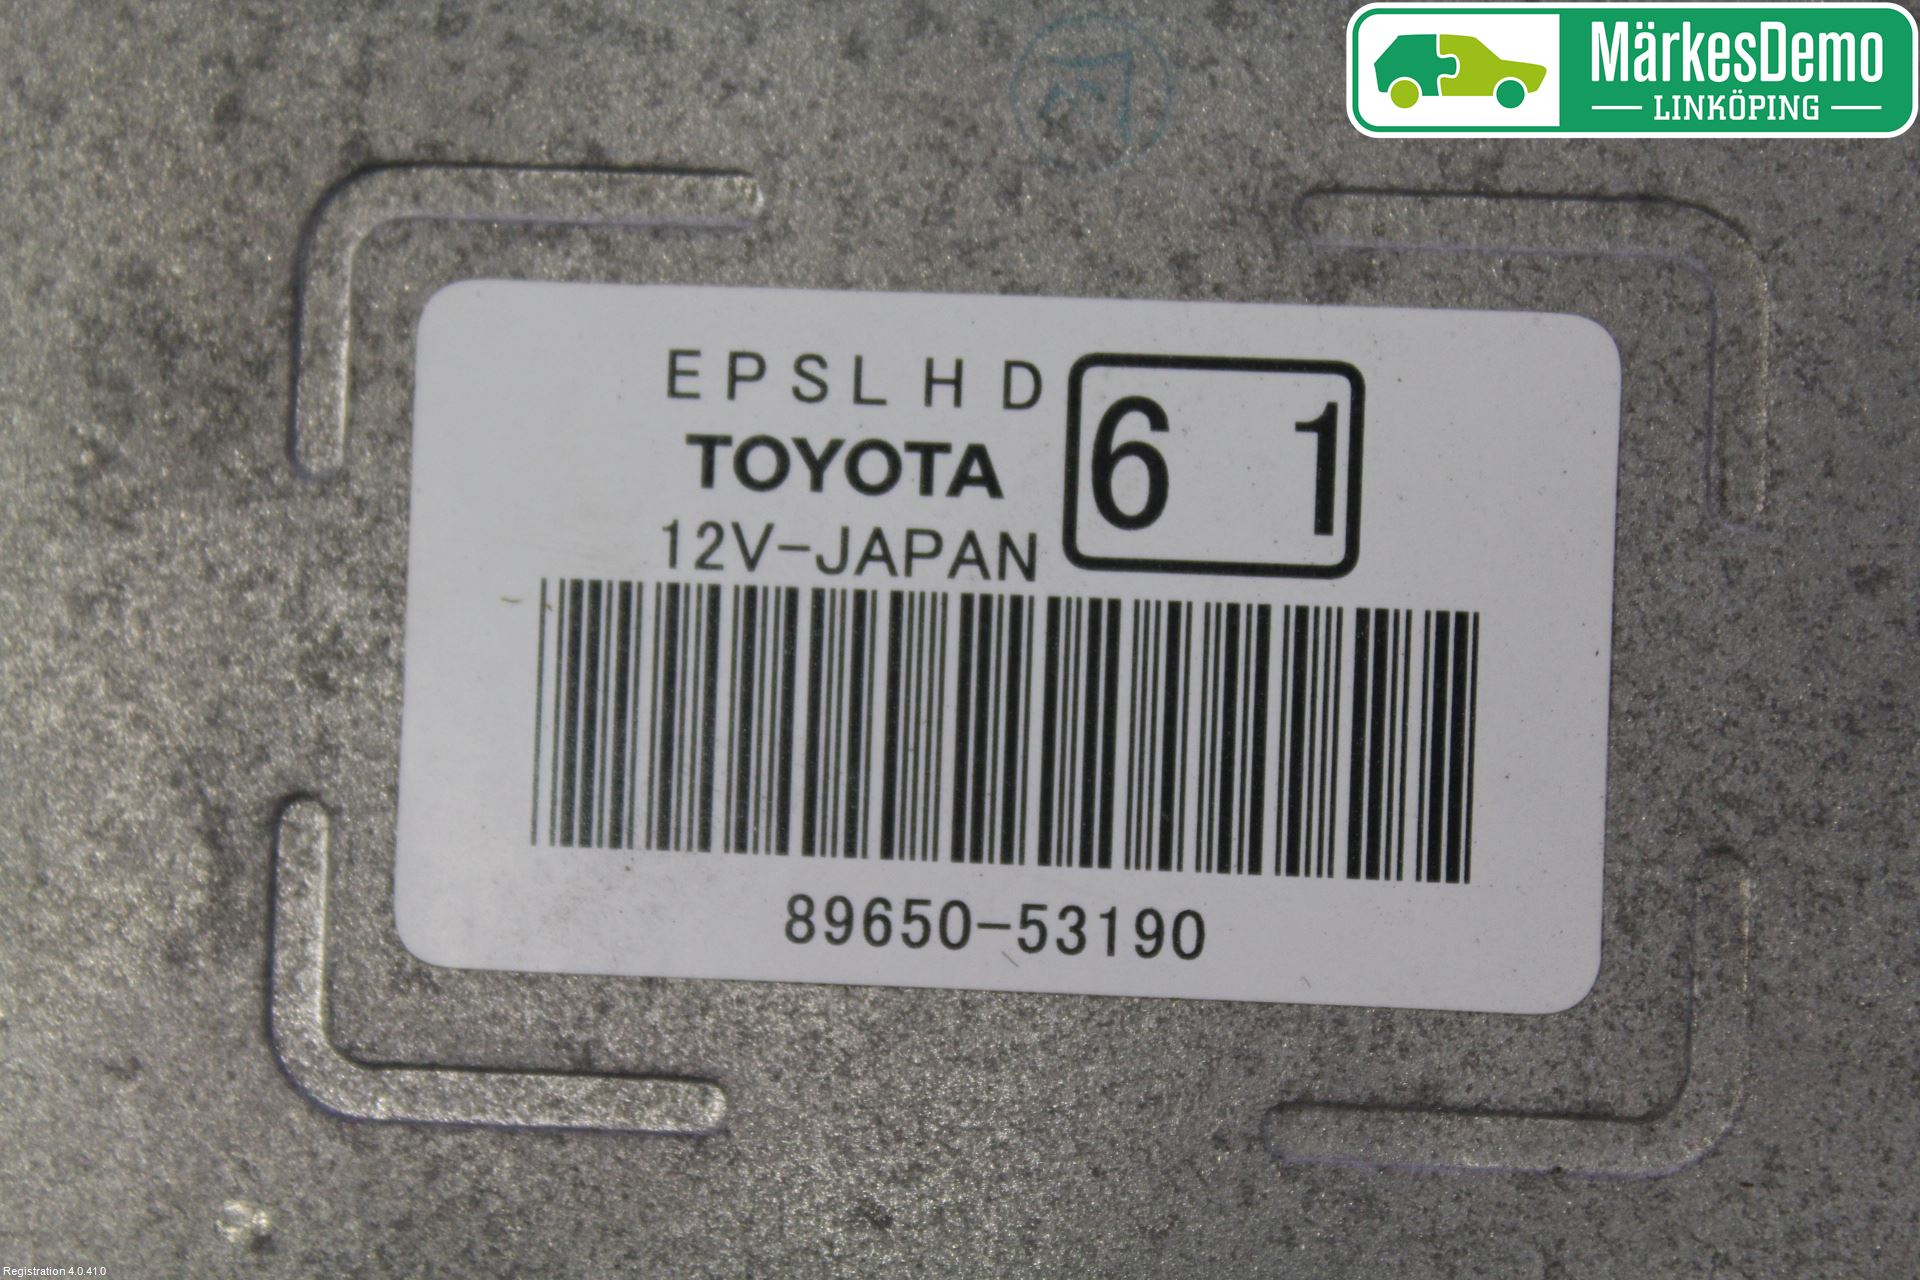 MärkesDemo
LINKÖPING
EPSLHD
TOYOTA
12V-JAPAN
6 1
89650-53190
Registration 4.0.41.0